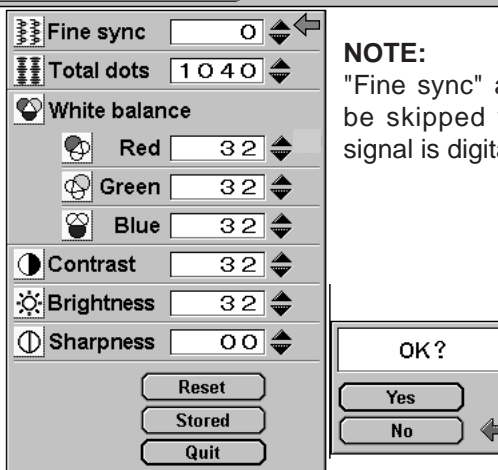 Fine sync 0
Total dots 1040
White balance
Red 32
Green 32
Blue 32
Contrast 32
Brightness 32
Sharpness 00
Reset
Stored
Quit
NOTE:
"Fine sync"
be skipped
signal is
OK?
Yes
No